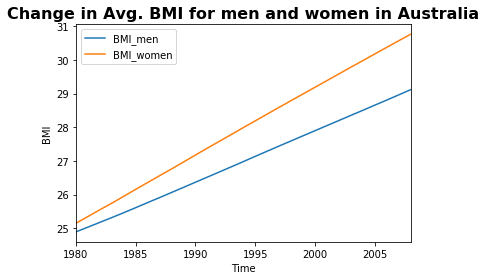 Change in Avg. BMI for men and women in Australia
BMI_men
BMI_women
31
30
29
28
27
26
25
BMI
1980
1985
1990
1995
2000
2005
Time